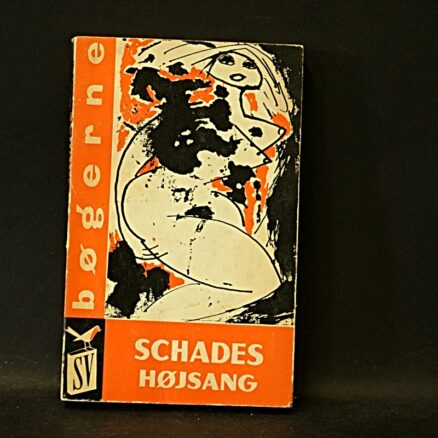 bøgerne
SV
SCHADES
HØJSANG